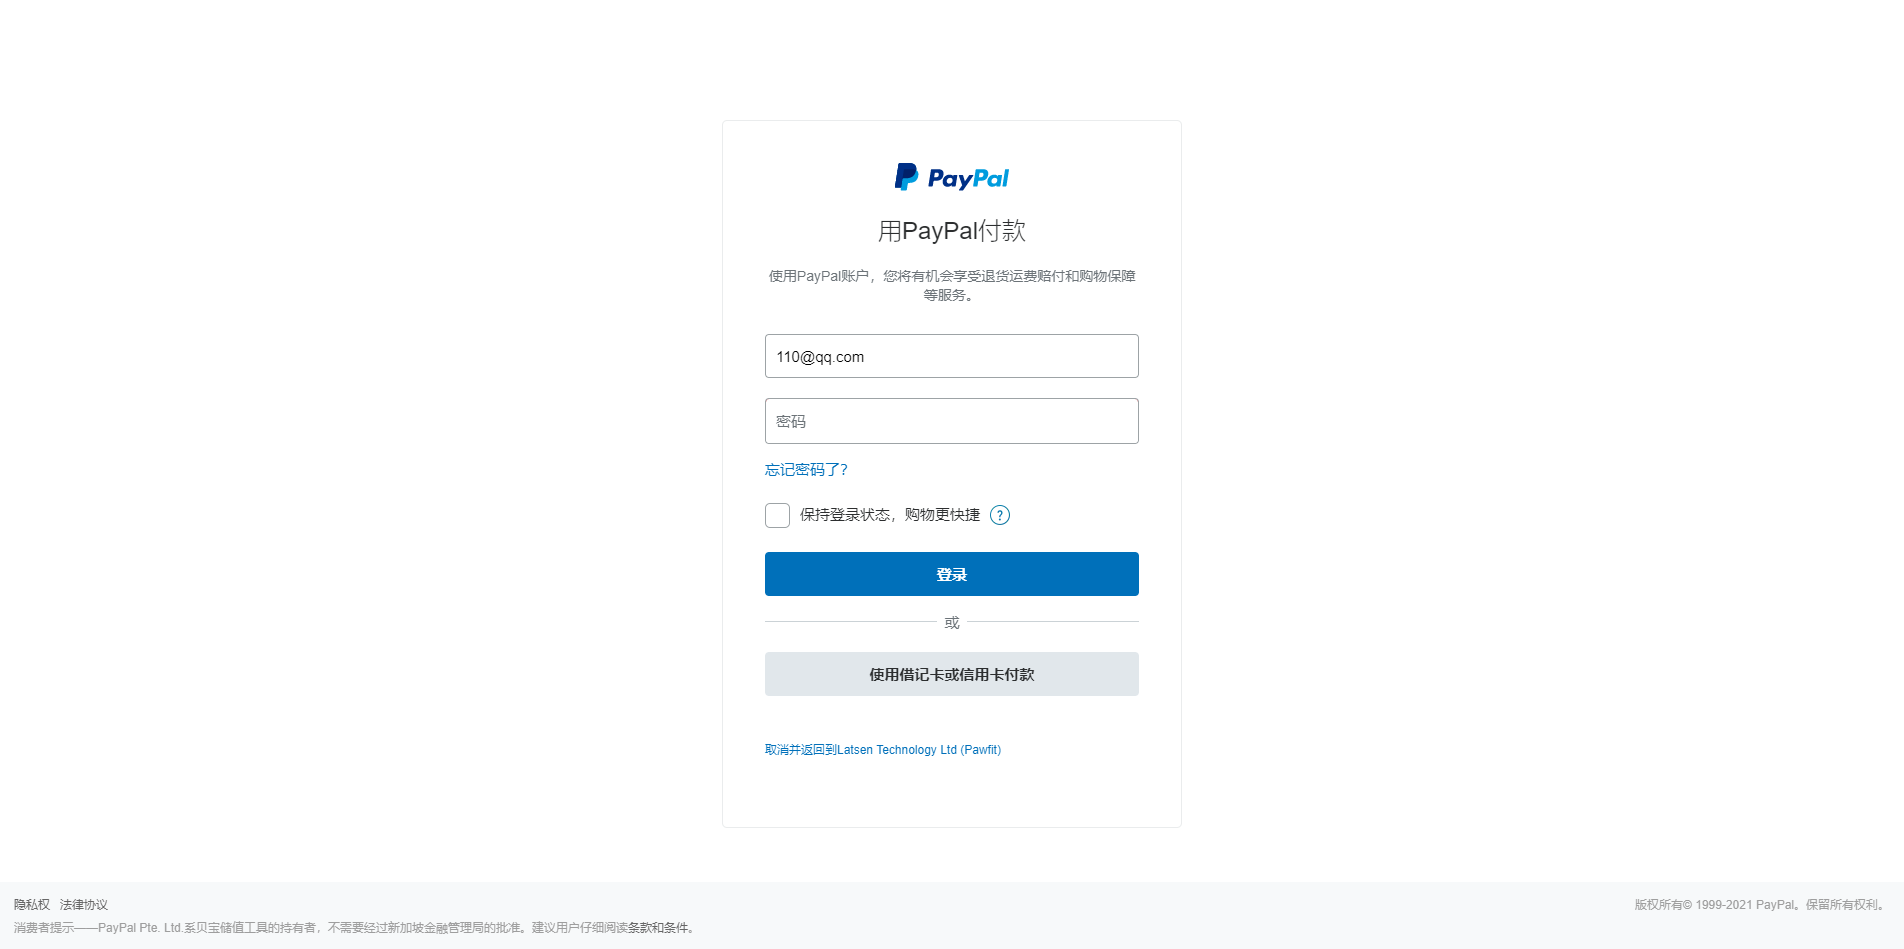 PayPal
用PayPal付款
使用PayPal账户，您将有机会享受退货运费赔付和购物保障
等服务。
110@qq.com
密码
忘记密码了?
保持登录状态，购物更快捷 ?
登录
或
使用借记卡或信用卡付款
取消并返回到Latsen Technology Ltd (Pawfit)
隐私权 法律协议
版权所有© 1999-2021 PayPal。保留所有权利。
消费者提示——PayPal Pte. Ltd.系贝宝储值工具的持有者，不需要经过新加坡金融管理局的批准。建议用户仔细阅读条款和条件。